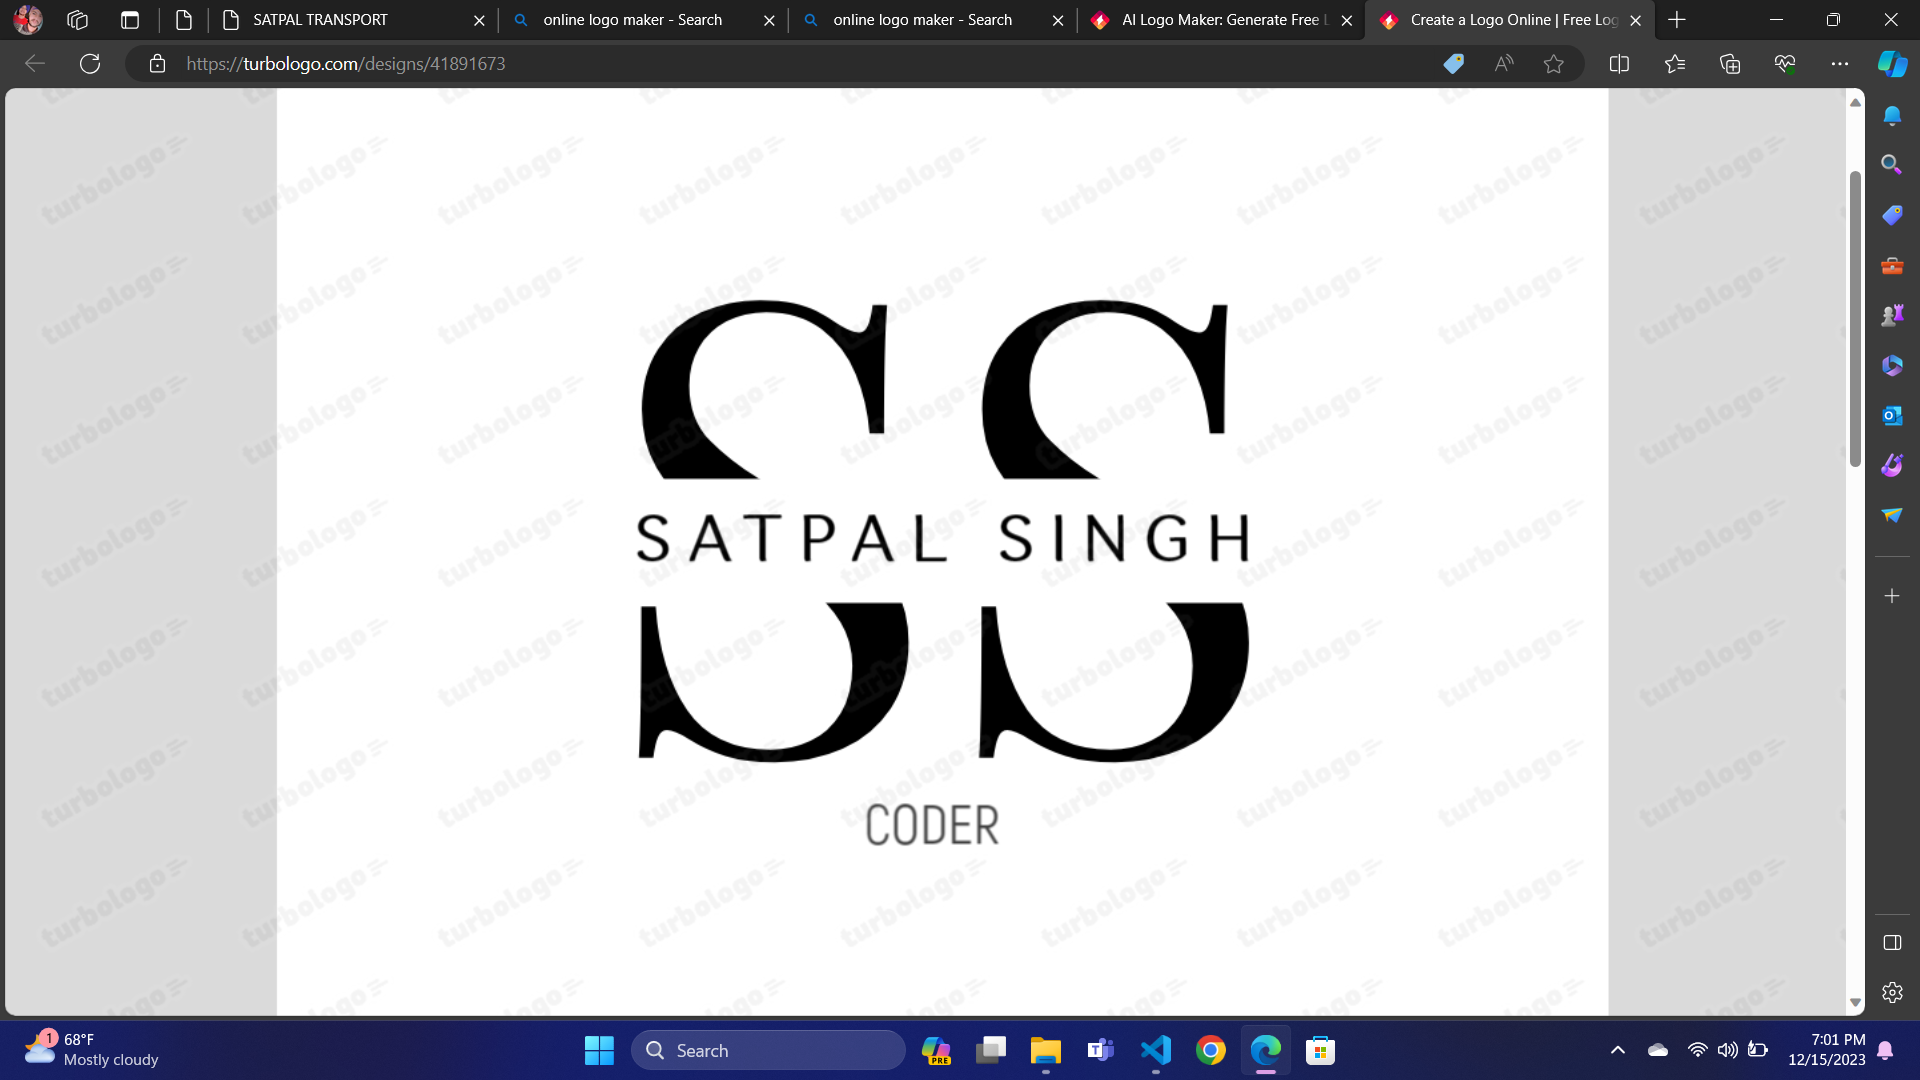 SATPAL TRANSPORT
online logo maker - Search
online logo maker - Search
AI Logo Maker: Generate Free L
Create a Logo Online | Free Log
https://turbologo.com/designs/41891673
SS
SATPAL SINGH
CODER
turbologo
1
68°F
Mostly cloudy
Search
PRE
7:01 PM
12/15/2023